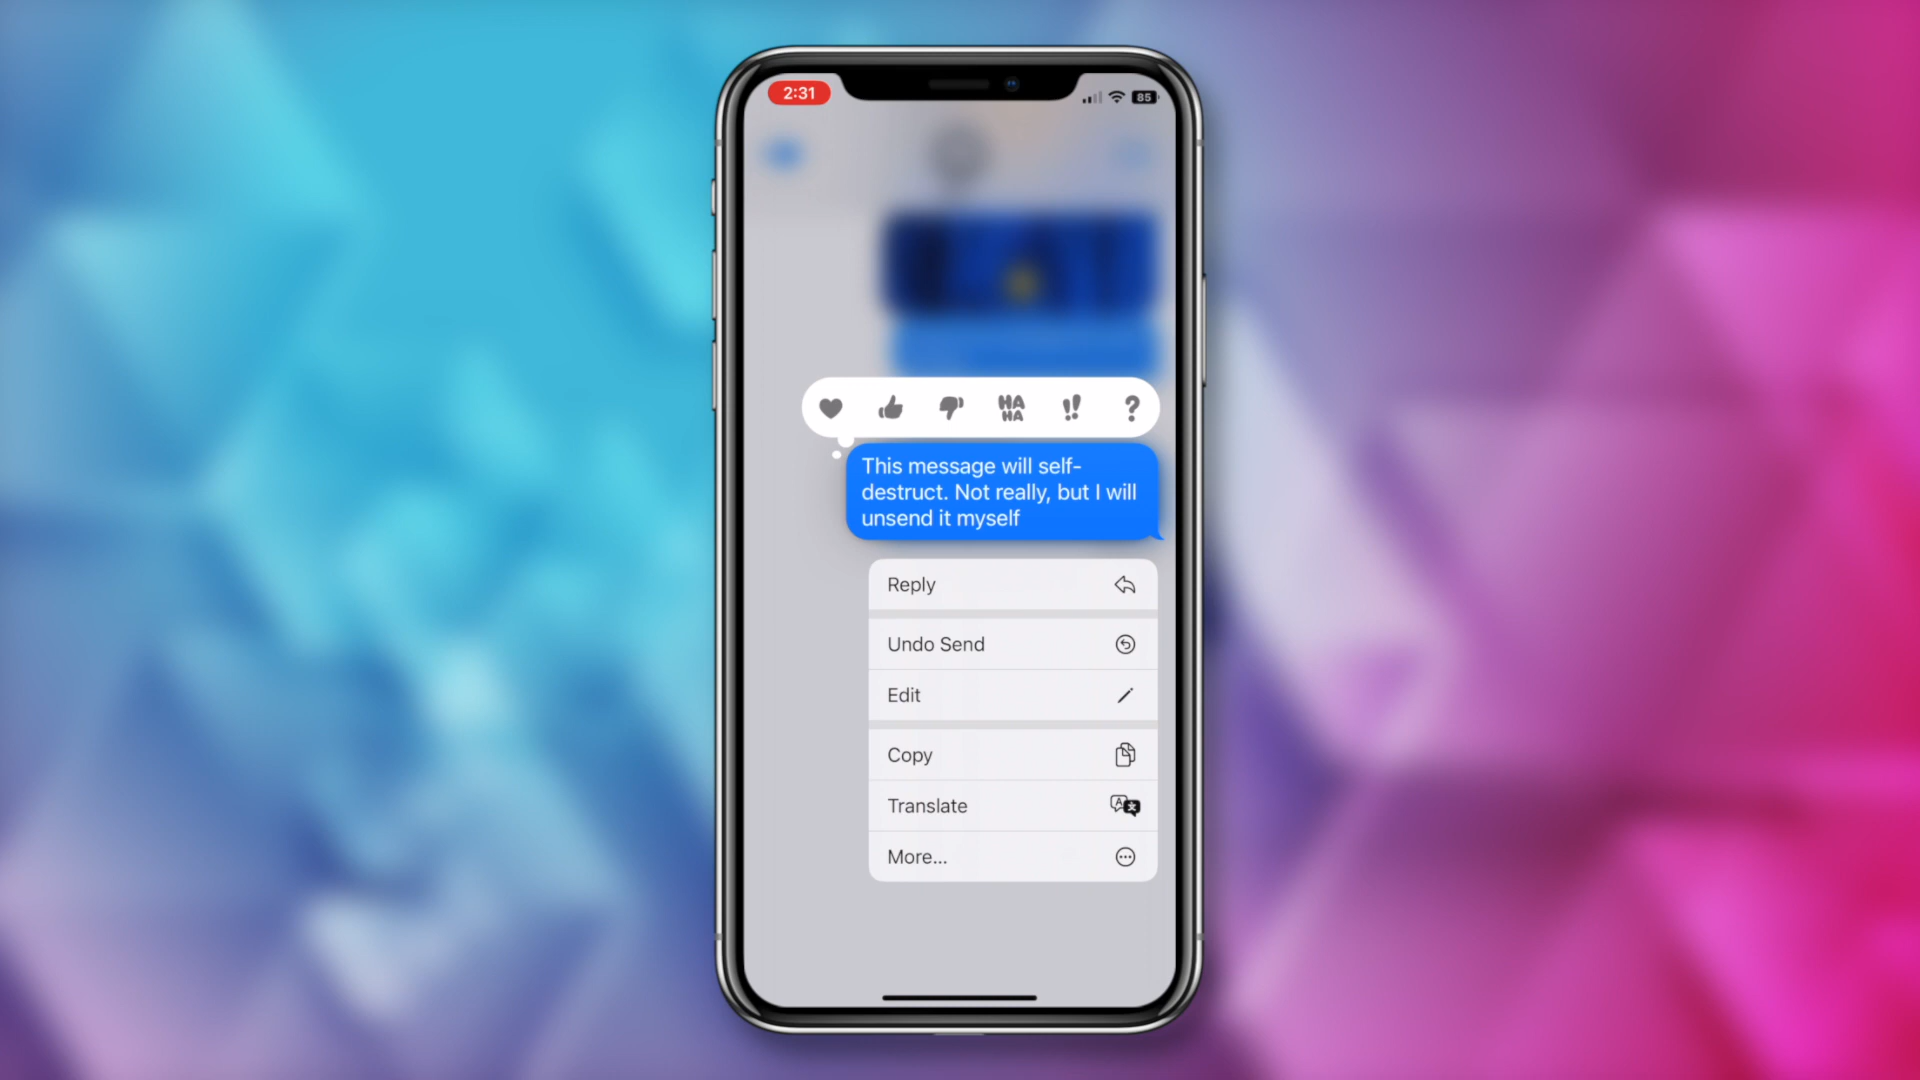 2:31
85
HA
HA
!!
?
This message will self-
destruct. Not really, but I will
unsend it myself
Reply
Undo Send
Edit
Copy
Translate
A
More...